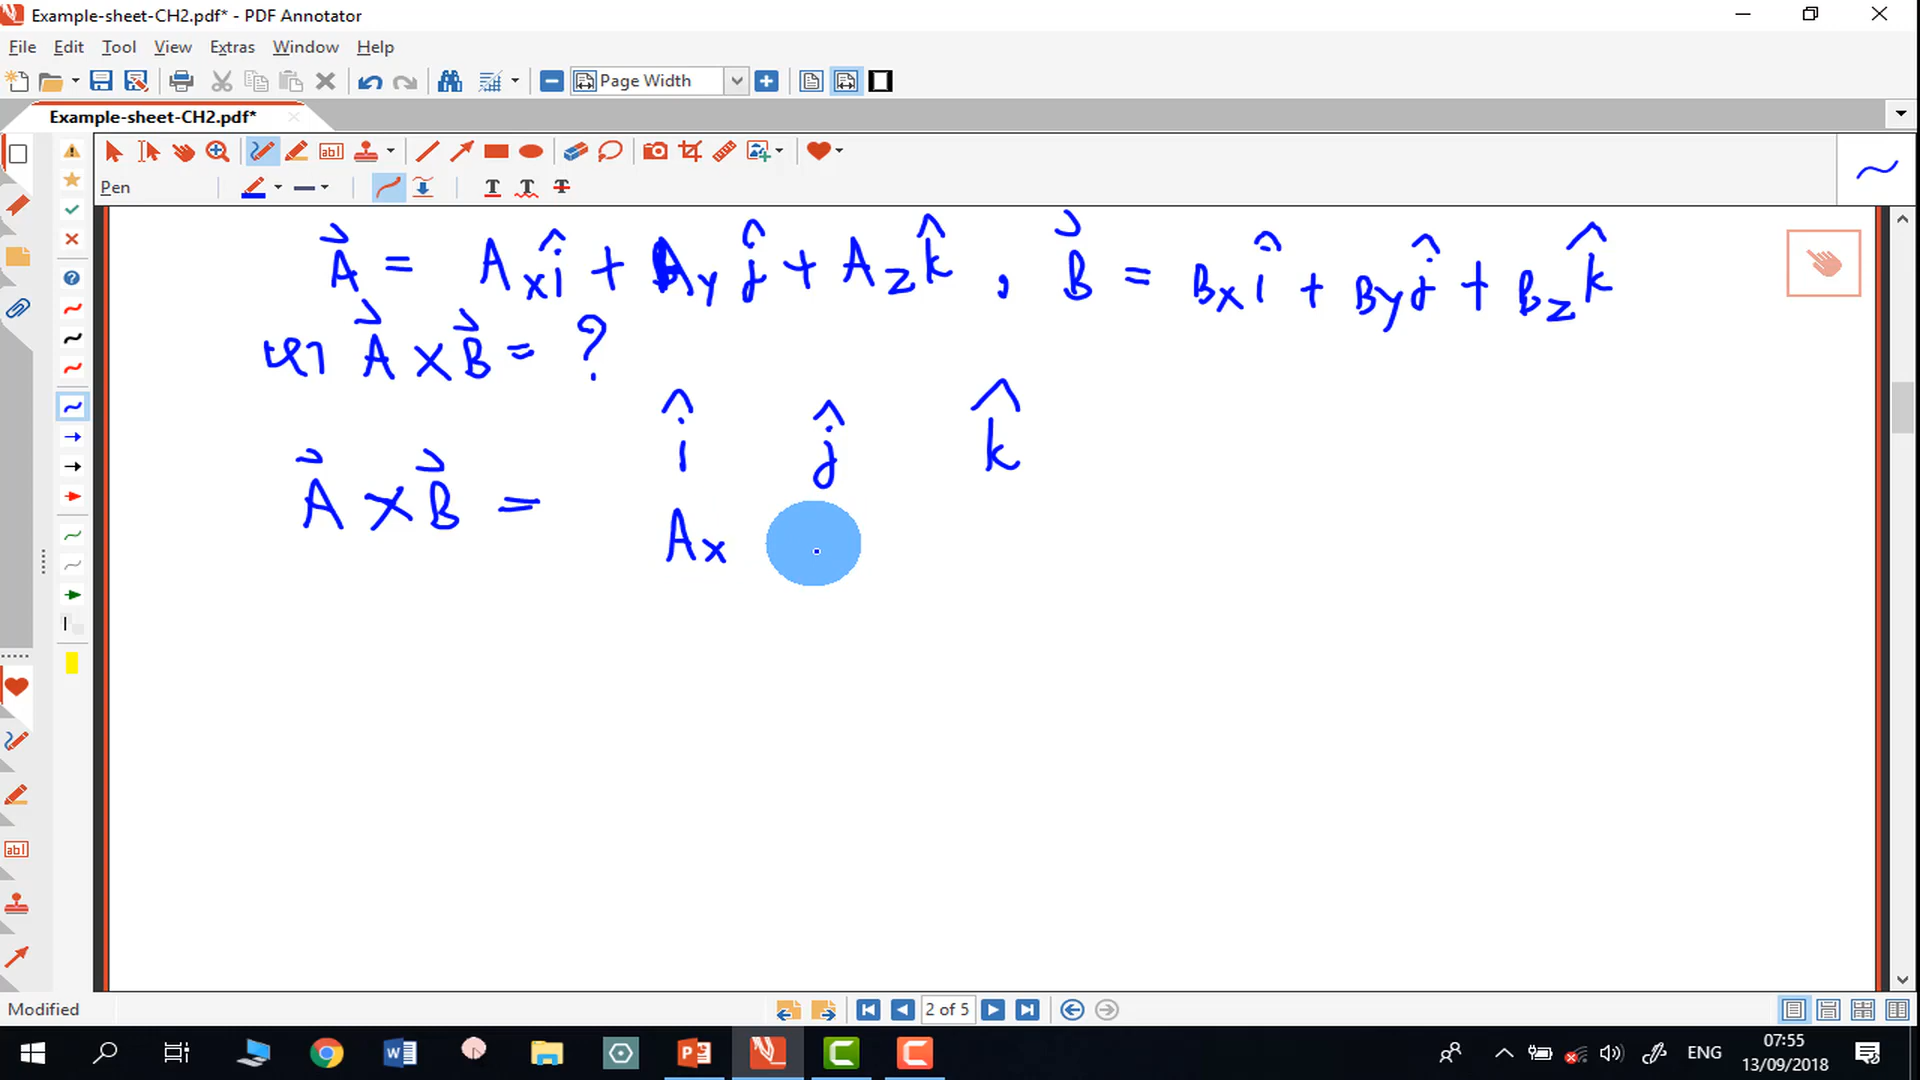 Example-sheet-CH2.pdf* - PDF Annotator
File Edit Tool View Extras Window Help
Page Width
Example-sheet-CH2.pdf*
Pen
A⃗ = Axî + Ayĵ + Azk̂ , B⃗ = Bxî + Byĵ + Bzk̂
A⃗ × B⃗ = ?
î ĵ k̂
A⃗ × B⃗ =
Ax
Modified
2 of 5
ENG
07:55
13/09/2018